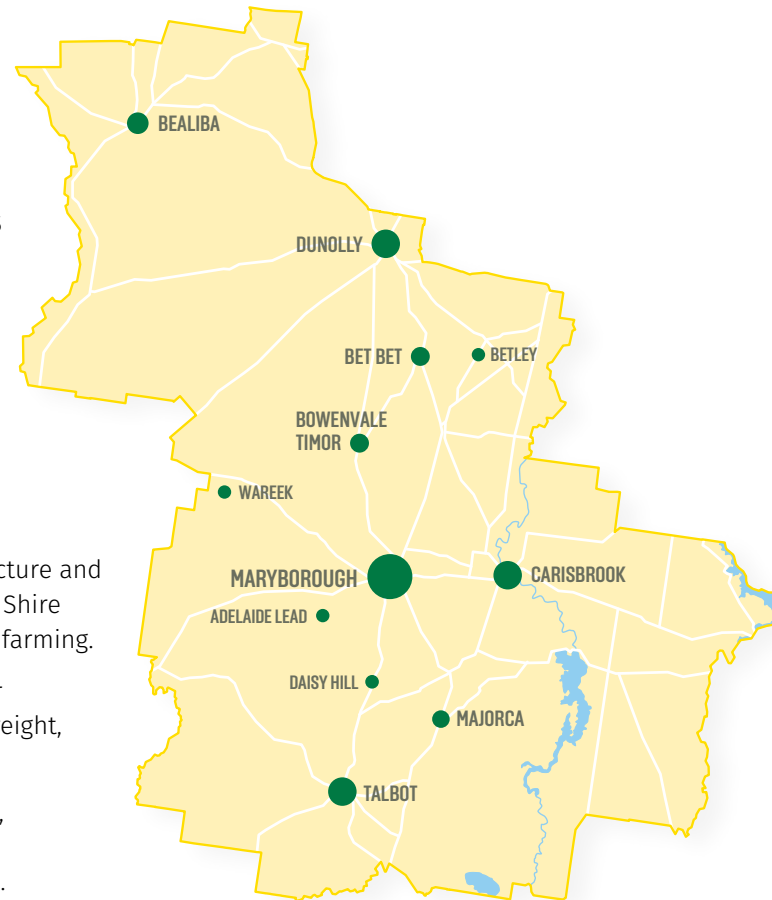 BEALIBA
DUNOLLY
BET BET
BETLEY
BOWENVALE
TIMOR
WAREEK
cture and
MARYBOROUGH
CARISBROOK
Shire
ADELAIDE LEAD
farming.
DAISY HILL
eight,
MAJORCA
TALBOT